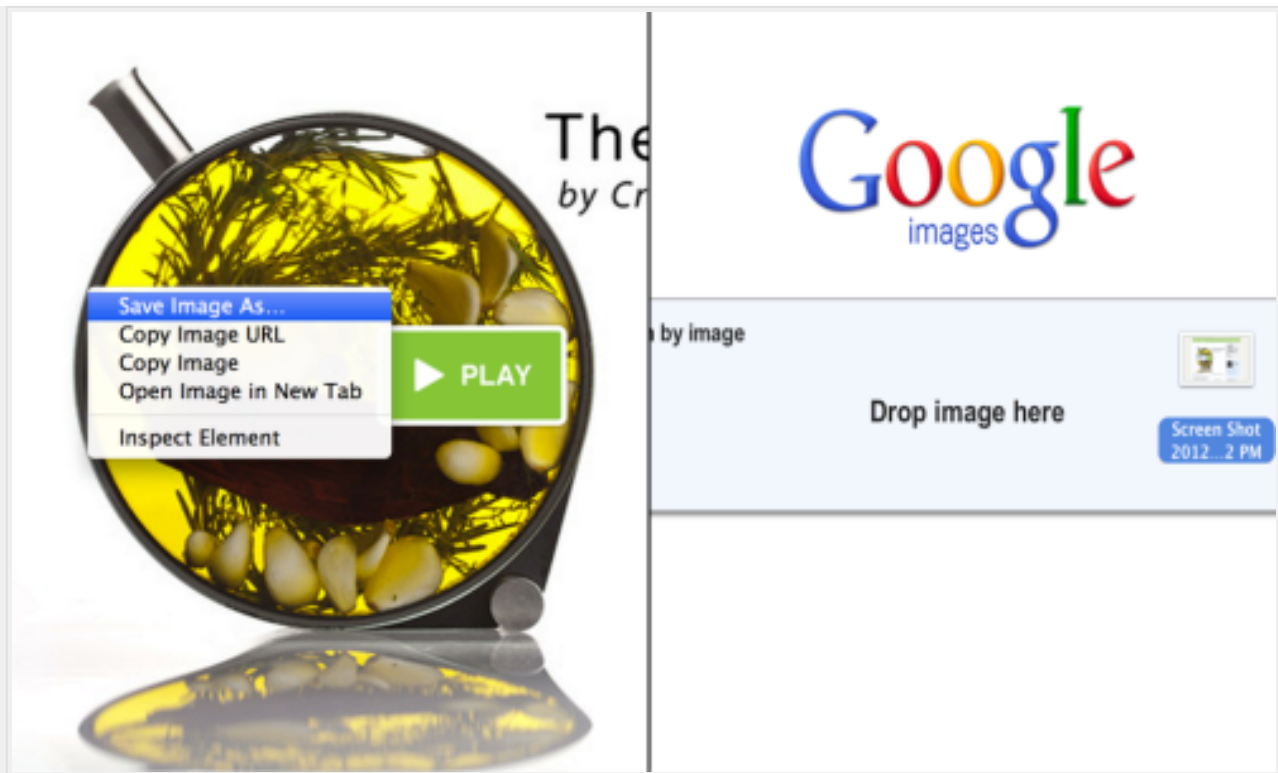 The
by Cr
Save Image As...
Copy Image URL
Copy Image
Open Image in New Tab
Inspect Element
PLAY
Google
images
by image
Drop image here
Screen Shot
2012...2 PM